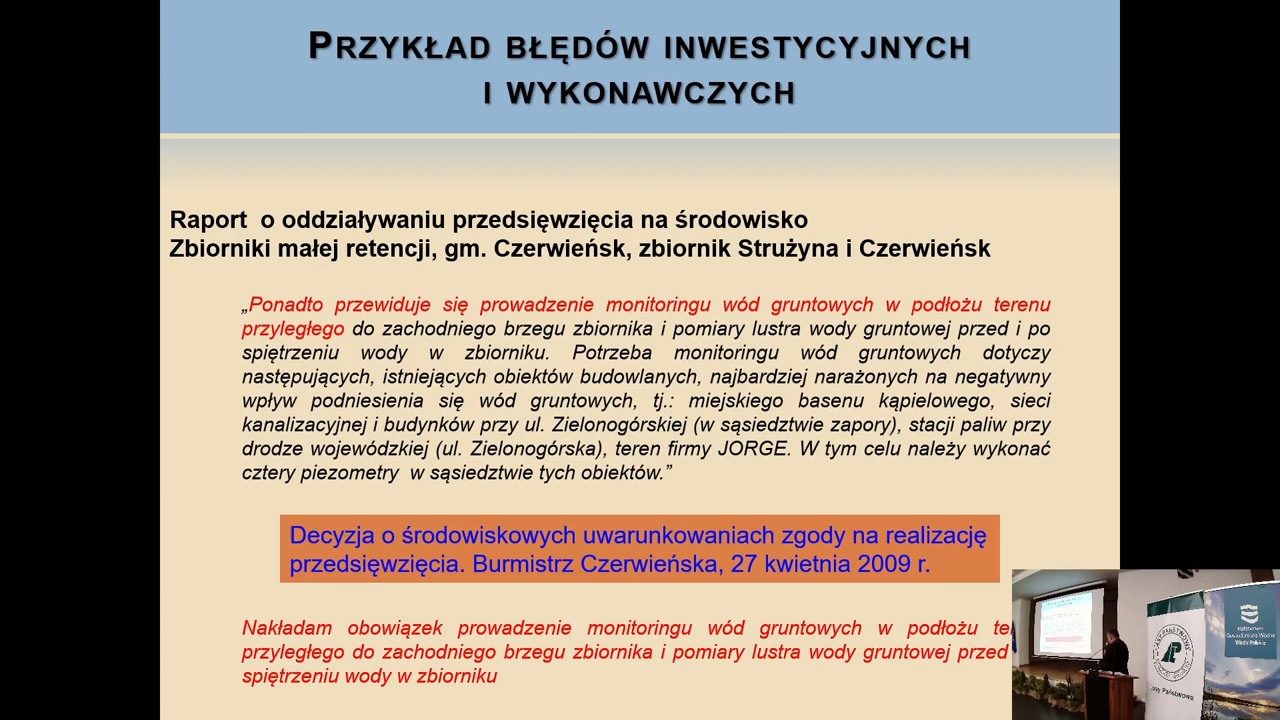 PRZYKŁAD BŁĘDÓW INWESTYCYJNYCH
I WYKONAWCZYCH
Raport o oddziaływaniu przedsięwzięcia na środowisko
Zbiorniki małej retencji, gm. Czerwieńsk, zbiornik Strużyna i Czerwieńsk
„Ponadto przewiduje się prowadzenie monitoringu wód gruntowych w podłożu terenu
przyległego do zachodniego brzegu zbiornika i pomiary lustra wody gruntowej przed i po
spiętrzeniu wody w zbiorniku. Potrzeba monitoringu wód gruntowych dotyczy
następujących, istniejących obiektów budowlanych, najbardziej narażonych na negatywny
wpływ podniesienia się wód gruntowych, tj.: miejskiego basenu kąpielowego, sieci
kanalizacyjnej i budynków przy ul. Zielonogórskiej (w sąsiedztwie zapory), stacji paliw przy
drodze wojewódzkiej (ul. Zielonogórska), teren firmy JORGE. W tym celu należy wykonać
cztery piezometry w sąsiedztwie tych obiektów.”
Decyzja o środowiskowych uwarunkowaniach zgody na realizację
przedsięwzięcia. Burmistrz Czerwieńska, 27 kwietnia 2009 r.
Nakładam obowiązek prowadzenie monitoringu wód gruntowych w podłożu te
przyległego do zachodniego brzegu zbiornika i pomiary lustra wody gruntowej przed
spiętrzeniu wody w zbiorniku
Wody Polskie
Państwowe